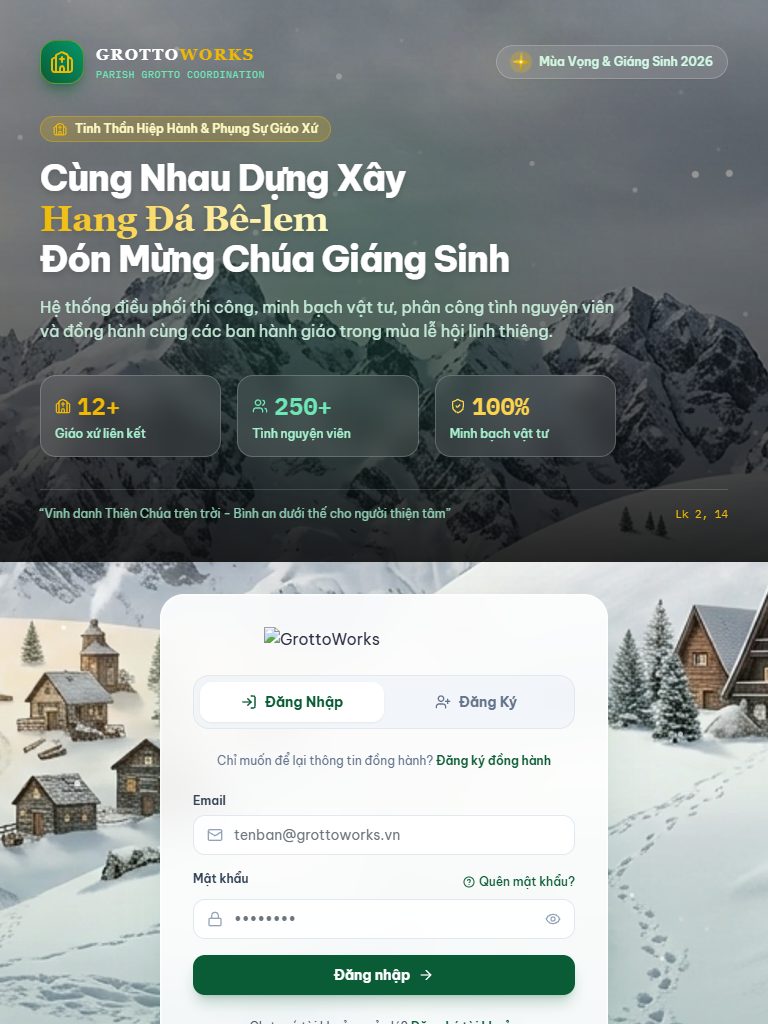 GROTTOWORKS
PARISH GROTTO COORDINATION
Mùa Vọng & Giáng Sinh 2026
Tinh Thần Hiệp Hành & Phụng Sự Giáo Xứ
Cùng Nhau Dựng Xây
Hang Đá Bê-lem
Đón Mừng Chúa Giáng Sinh
Hệ thống điều phối thi công, minh bạch vật tư, phân công tình nguyện viên
và đồng hành cùng các ban hành giáo trong mùa lễ hội linh thiêng.
12+
Giáo xứ liên kết
250+
Tình nguyện viên
100%
Minh bạch vật tư
“Vinh danh Thiên Chúa trên trời - Bình an dưới thế cho người thiện tâm”
Lk 2, 14
GrottoWorks
Đăng Nhập
Đăng Ký
Chỉ muốn để lại thông tin đồng hành? Đăng ký đồng hành
Email
tenban@grottoworks.vn
Mật khẩu
Quên mật khẩu?
••••••••
Đăng nhập